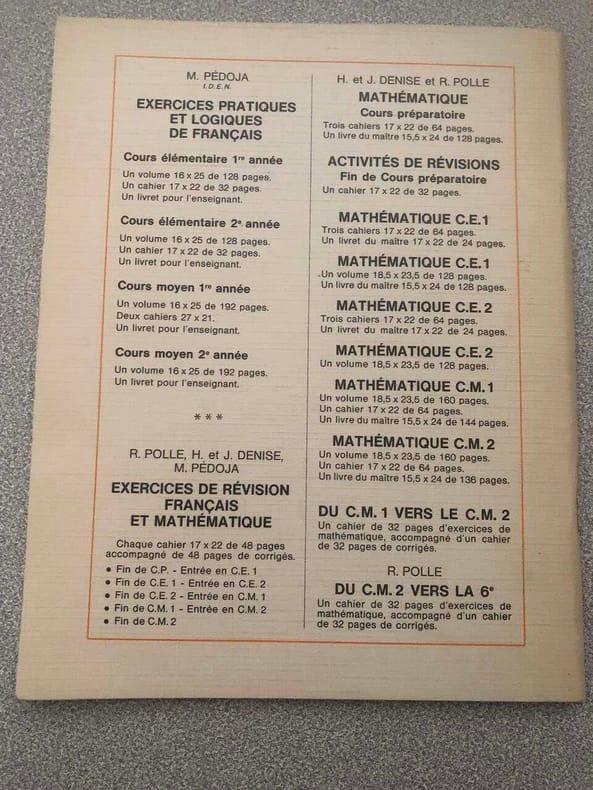 M. PÉDOJA
I.D.E.N.
EXERCICES PRATIQUES
ET LOGIQUES
DE FRANÇAIS
Cours élémentaire 1re année
Un volume 16 x 25 de 128 pages.
Un cahier 17 x 22 de 32 pages.
Un livret pour l'enseignant.
Cours élémentaire 2e année
Un volume 16 x 25 de 128 pages.
Un cahier 17 x 22 de 32 pages.
Un livret pour l'enseignant.
Cours moyen 1re année
Un volume 16 x 25 de 192 pages.
Deux cahiers 27 x 21.
Un livret pour l'enseignant.
Cours moyen 2e année
Un volume 16 x 25 de 192 pages.
Un livret pour l'enseignant.
***
R. POLLE, H. et J. DENISE,
M. PÉDOJA
EXERCICES DE RÉVISION
FRANÇAIS
ET MATHÉMATIQUE
Chaque cahier 17 x 22 de 48 pages
accompagné de 48 pages de corrigés.
• Fin de C.P. - Entrée en C.E. 1
• Fin de C.E. 1 - Entrée en C.E. 2
• Fin de C.E. 2 - Entrée en C.M. 1
• Fin de C.M. 1 - Entrée en C.M. 2
• Fin de C.M. 2
H. et J. DENISE et R. POLLE
MATHÉMATIQUE
Cours préparatoire
Trois cahiers 17 x 22 de 64 pages.
Un livre du maître 15,5 x 24 de 128 pages.
ACTIVITÉS DE RÉVISIONS
Fin de Cours préparatoire
Un cahier 17 x 22 de 32 pages.
MATHÉMATIQUE C.E. 1
Trois cahiers 17 x 22 de 64 pages.
Un livret du maître 17 x 22 de 24 pages.
MATHÉMATIQUE C.E. 1
Un volume 18,5 x 23,5 de 128 pages.
Un livre du maître 15,5 x 24 de 128 pages.
MATHÉMATIQUE C.E. 2
Trois cahiers 17 x 22 de 64 pages.
Un livret du maître 17 x 22 de 24 pages.
MATHÉMATIQUE C.E. 2
Un volume 18,5 x 23,5 de 128 pages.
MATHÉMATIQUE C.M. 1
Un volume 18,5 x 23,5 de 160 pages.
Un cahier 17 x 22 de 64 pages.
Un livre du maître 15,5 x 24 de 144 pages.
MATHÉMATIQUE C.M. 2
Un volume 18,5 x 23,5 de 160 pages.
Un cahier 17 x 22 de 64 pages.
Un livre du maître 15,5 x 24 de 136 pages.
DU C.M. 1 VERS LE C.M. 2
Un cahier de 32 pages d'exercices de
mathématique, accompagné d'un cahier
de 32 pages de corrigés.
R. POLLE
DU C.M. 2 VERS LA 6e
Un cahier de 32 pages d'exercices de
mathématique, accompagné d'un cahier
de 32 pages de corrigés.